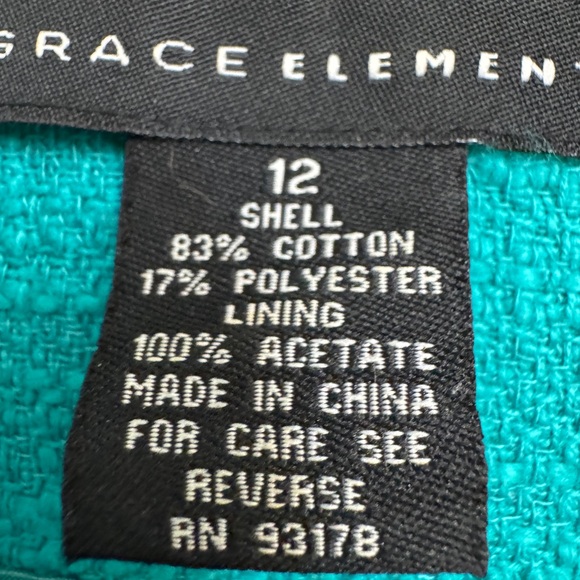 GRACE ELEMENT
12
SHELL
83% COTTON
17% POLYESTER
LINING
100% ACETATE
MADE IN CHINA
FOR CARE SEE
REVERSE
RN 93178